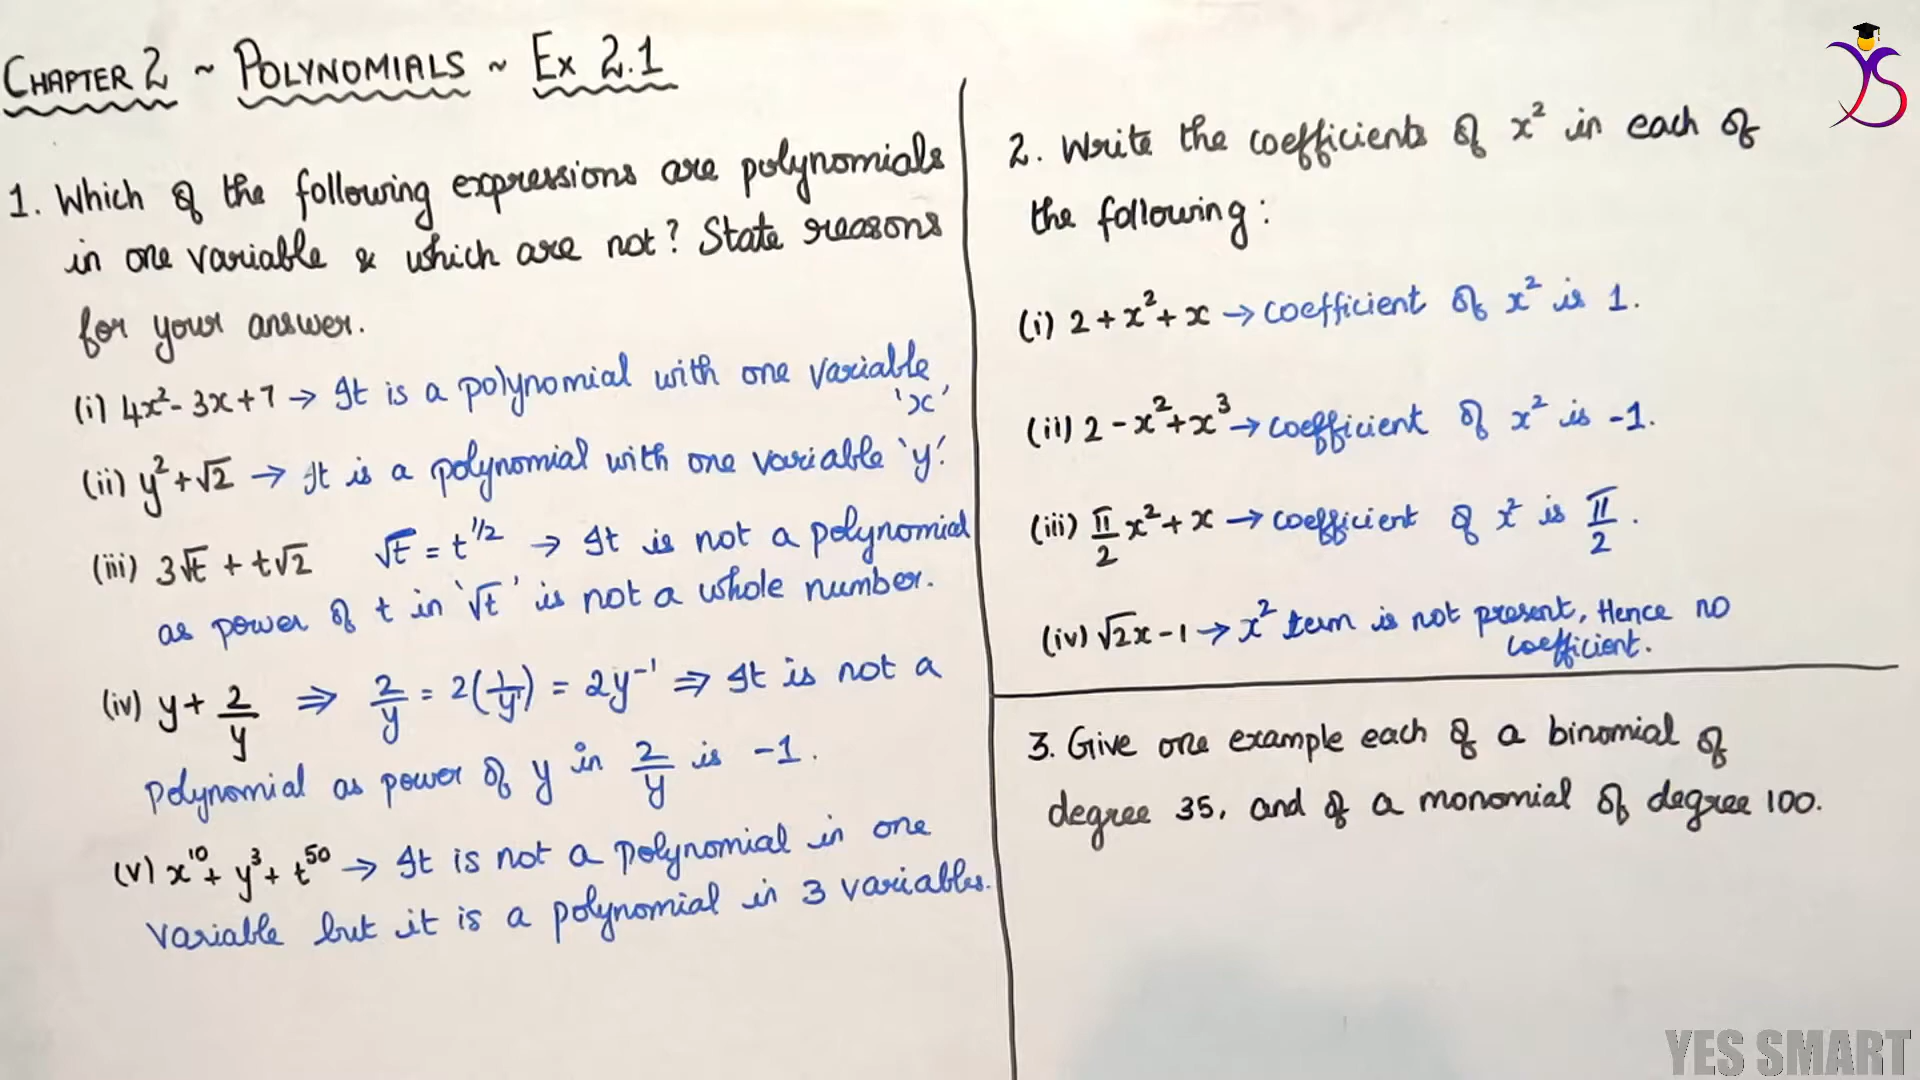 CHAPTER 2 ~ POLYNOMIALS ~ Ex 2.1
1. Which of the following expressions are polynomials
in one variable & which are not? State reasons
for your answer.
(i) 4x² - 3x + 7 → It is a polynomial with one variable
'x'
(ii) y² + √2 → It is a polynomial with one variable 'y'.
(iii) 3√t + t√2 √t = t^1/2 → It is not a polynomial
as power of t in '√t' is not a whole number.
(iv) y + 2/y ⇒ 2/y = 2(1/y) = 2y⁻¹ ⇒ It is not a
polynomial as power of y in 2/y is -1.
(v) x¹⁰ + y³ + t⁵⁰ → It is not a polynomial in one
variable but it is a polynomial in 3 variables.
2. Write the coefficients of x² in each of
the following:
(i) 2 + x² + x → coefficient of x² is 1.
(ii) 2 - x² + x³ → coefficient of x² is -1.
(iii) π/2 x² + x → coefficient of x² is π/2.
(iv) √2x - 1 → x² term is not present, Hence no
coefficient.
3. Give one example each of a binomial of
degree 35, and of a monomial of degree 100.
YS
YES SMART